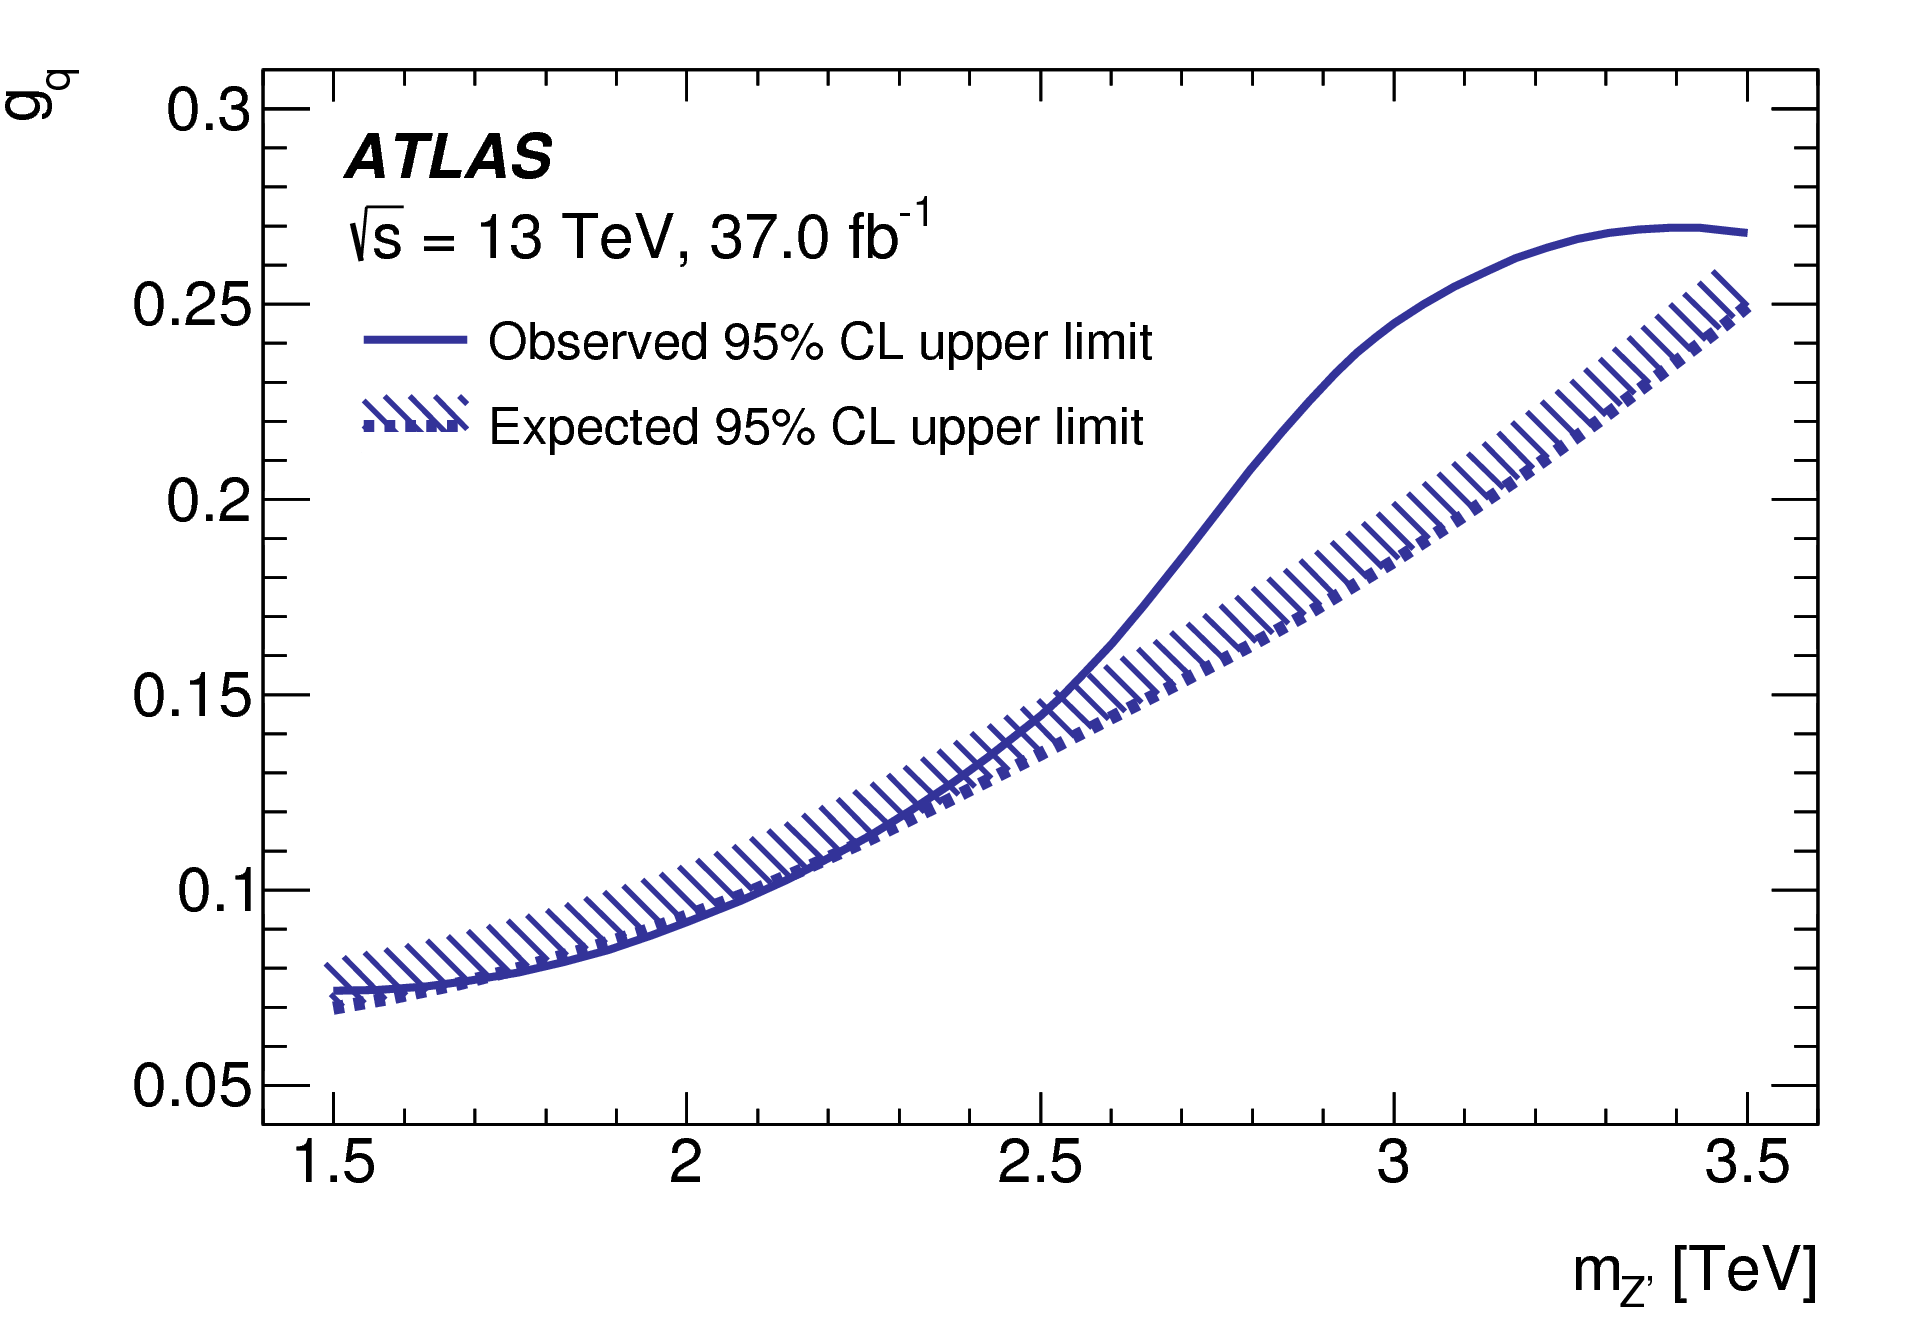 g_q
0.3
0.25
0.2
0.15
0.1
0.05
ATLAS
√s = 13 TeV, 37.0 fb⁻¹
Observed 95% CL upper limit
Expected 95% CL upper limit
1.5 2 2.5 3 3.5
m_Z' [TeV]